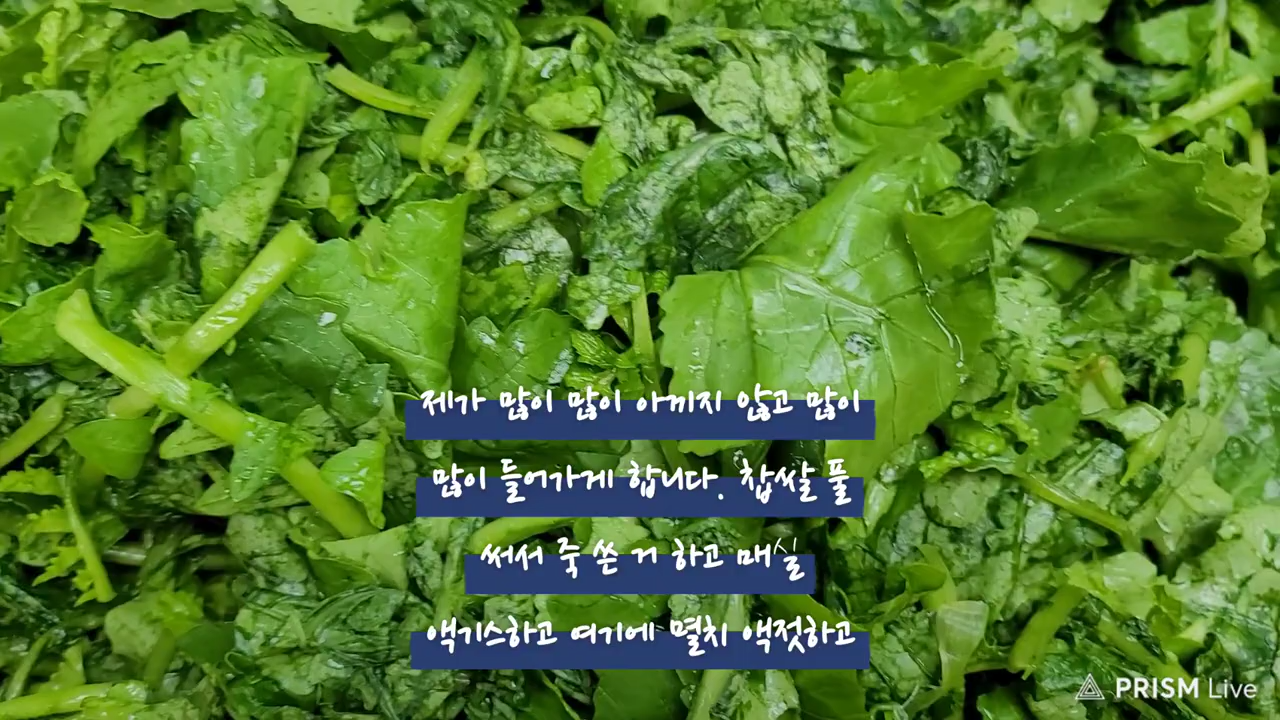 제가 많이 많이 아끼지 않고 많이
많이 들어가게 합니다. 찹쌀 풀
써서 죽 쓴 거 하고 매실
액기스하고 여기에 멸치 액젓하고
PRISM Live